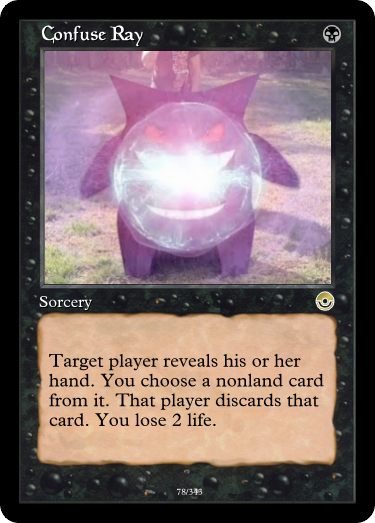 Confuse Ray
Sorcery
Target player reveals his or her
hand. You choose a nonland card
from it. That player discards that
card. You lose 2 life.
78/343